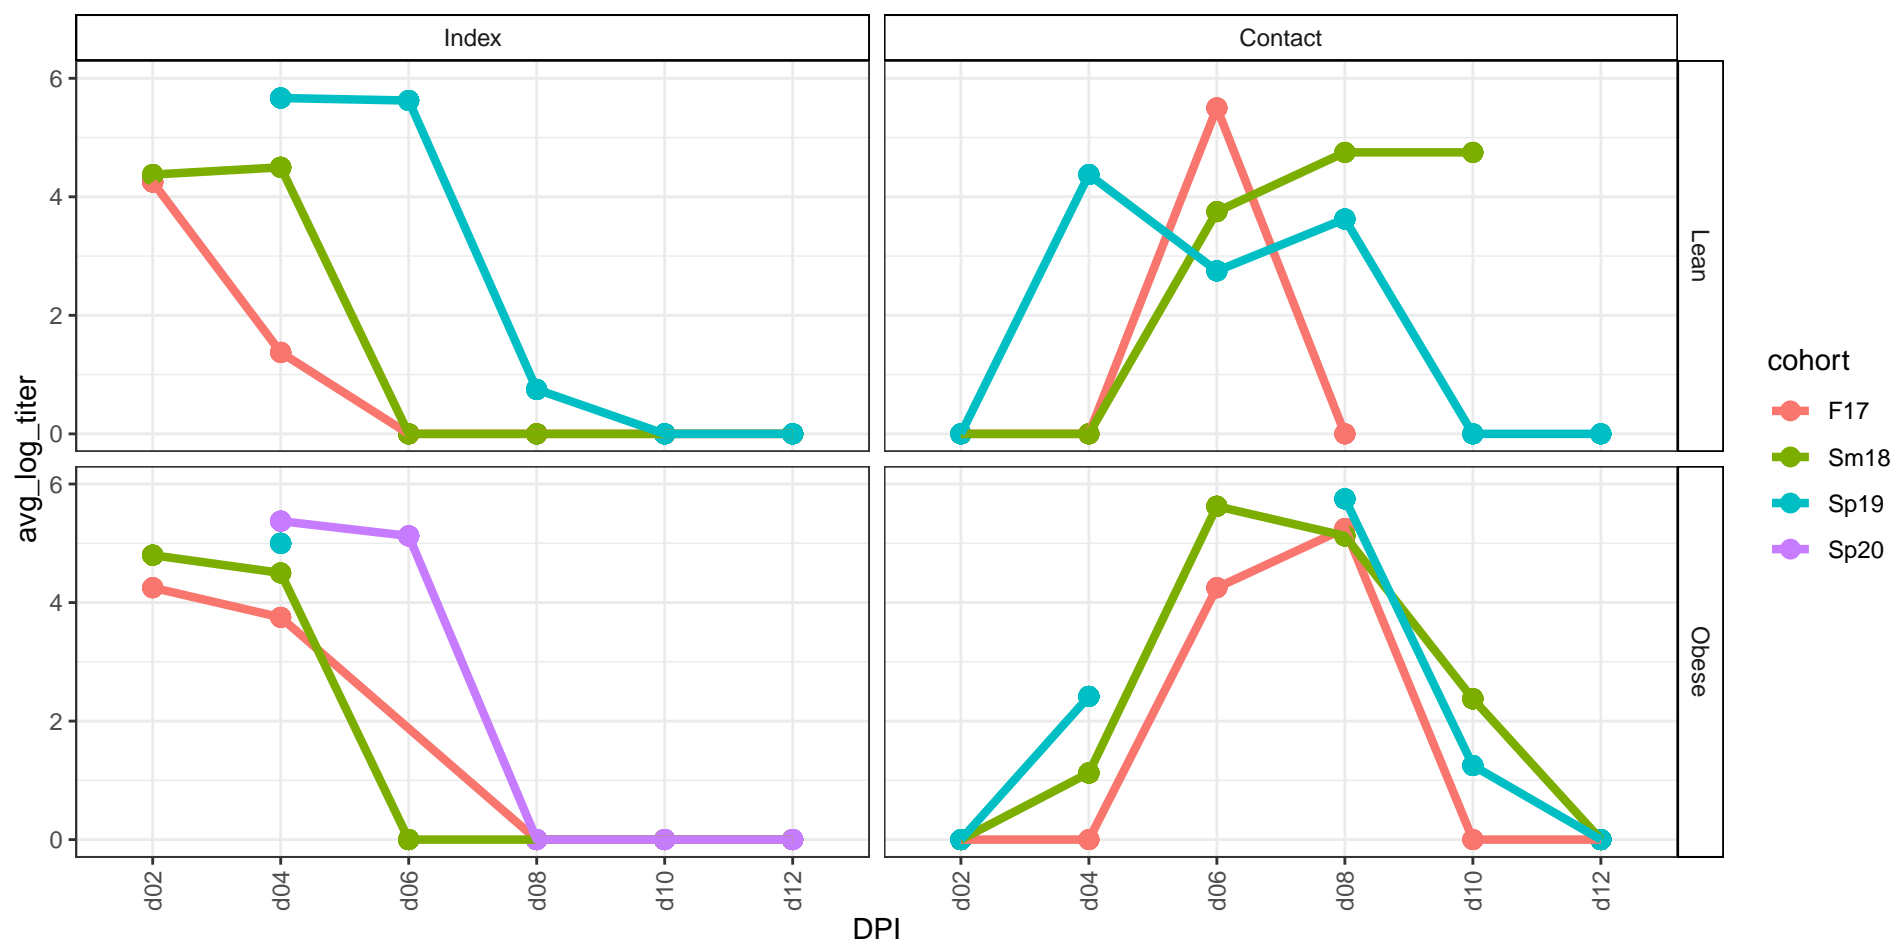 Index
Contact
6
4
2
0
Lean
6
4
2
0
Obese
avg_log_titer
d02
d04
d06
d08
d10
d12
d02
d04
d06
d08
d10
d12
DPI
cohort
F17
Sm18
Sp19
Sp20